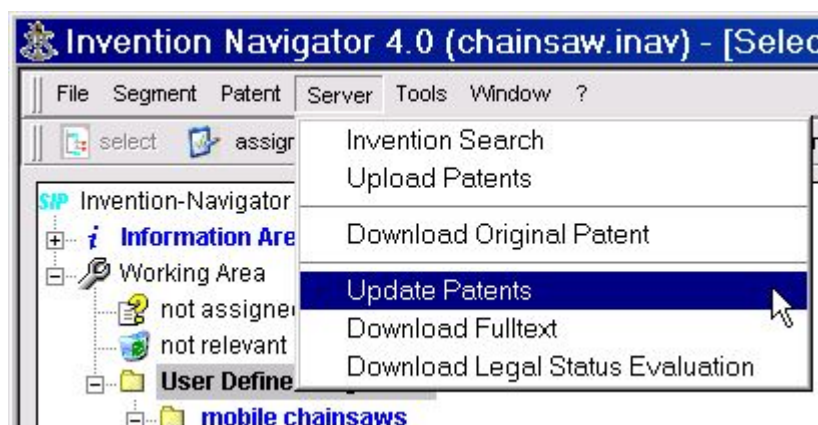 Invention Navigator 4.0 (chainsaw.inav) - [Selec
File Segment Patent Server Tools Window ?
select assign
Invention Search
Upload Patents
Download Original Patent
Update Patents
Download Fulltext
Download Legal Status Evaluation
SIP Invention-Navigator
i Information Are
Working Area
not assigne
not relevant
User Define
mobile chainsaws